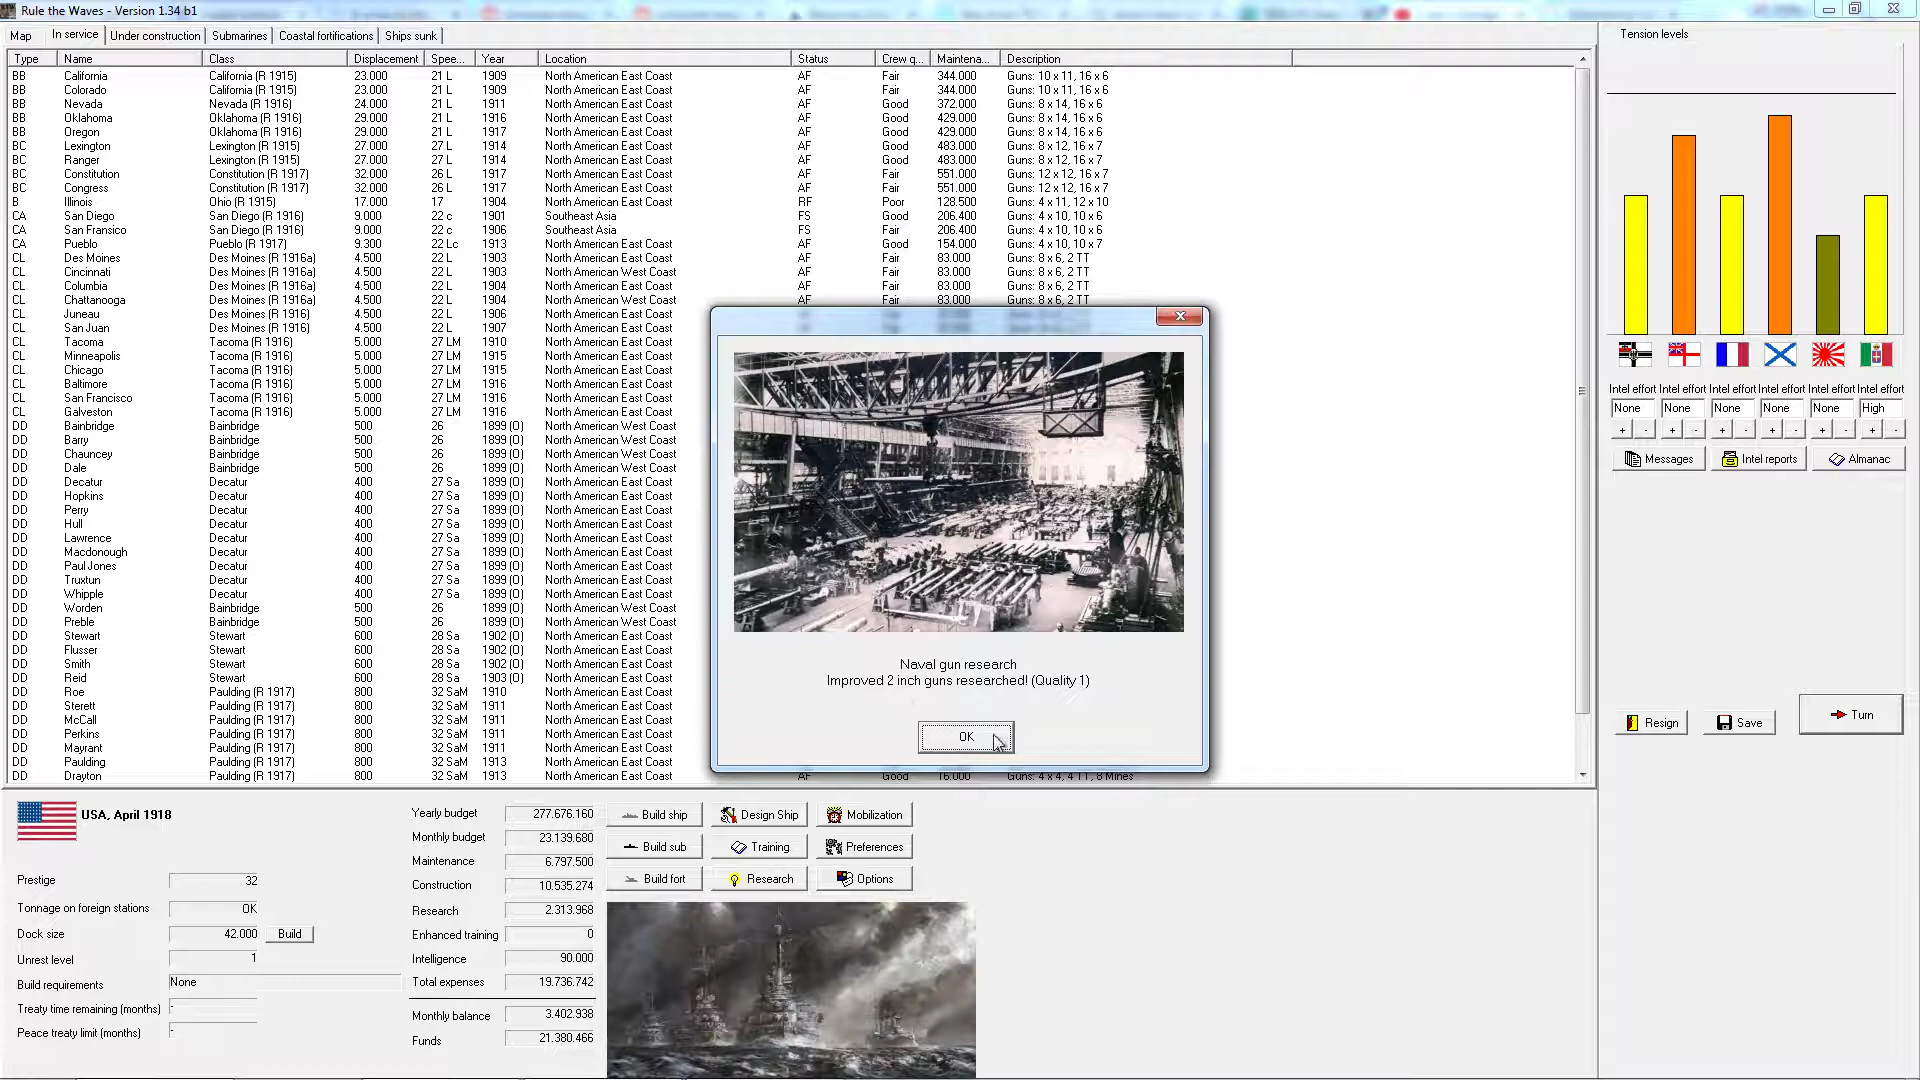 Rule the Waves - Version 1.34 b1
Map In service Under construction Submarines Coastal fortifications Ships sunk
Type Name Class Displacement Spee... Year Location Status Crew q... Maintena... Description
BB California California (R 1915) 23.000 21 L 1909 North American East Coast AF Fair 344.000 Guns: 10 x 11, 16 x 6
BB Colorado California (R 1915) 23.000 21 L 1909 North American East Coast AF Fair 344.000 Guns: 10 x 11, 16 x 6
BB Nevada Nevada (R 1916) 24.000 21 L 1911 North American East Coast AF Good 372.000 Guns: 8 x 14, 16 x 6
BB Oklahoma Oklahoma (R 1916) 29.000 21 L 1916 North American East Coast AF Good 429.000 Guns: 8 x 14, 16 x 6
BB Oregon Oklahoma (R 1916) 29.000 21 L 1917 North American East Coast AF Good 429.000 Guns: 8 x 14, 16 x 6
BC Lexington Lexington (R 1915) 27.000 27 L 1914 North American East Coast AF Good 483.000 Guns: 8 x 12, 16 x 7
BC Ranger Lexington (R 1915) 27.000 27 L 1914 North American East Coast AF Good 483.000 Guns: 8 x 12, 16 x 7
BC Constitution Constitution (R 1917) 32.000 26 L 1917 North American East Coast AF Fair 551.000 Guns: 12 x 12, 16 x 7
BC Congress Constitution (R 1917) 32.000 26 L 1917 North American East Coast AF Fair 551.000 Guns: 12 x 12, 16 x 7
B Illinois Ohio (R 1915) 17.000 17 1904 North American East Coast RF Poor 128.500 Guns: 4 x 11, 12 x 10
CA San Diego San Diego (R 1916) 9.000 22 c 1901 Southeast Asia FS Good 206.400 Guns: 4 x 10, 10 x 6
CA San Fransico San Diego (R 1916) 9.000 22 c 1906 Southeast Asia FS Fair 206.400 Guns: 4 x 10, 10 x 6
CA Pueblo Pueblo (R 1917) 9.300 22 Lc 1913 North American East Coast AF Good 154.000 Guns: 4 x 10, 10 x 7
CL Des Moines Des Moines (R 1916a) 4.500 22 L 1903 North American East Coast AF Fair 83.000 Guns: 8 x 6, 2 TT
CL Cincinnati Des Moines (R 1916a) 4.500 22 L 1903 North American West Coast AF Fair 83.000 Guns: 8 x 6, 2 TT
CL Columbia Des Moines (R 1916a) 4.500 22 L 1904 North American East Coast AF Fair 83.000 Guns: 8 x 6, 2 TT
CL Chattanooga Des Moines (R 1916a) 4.500 22 L 1904 North American West Coast AF Fair 83.000 Guns: 8 x 6, 2 TT
CL Juneau Des Moines (R 1916) 4.500 22 L 1906 North American East Coast
CL San Juan Des Moines (R 1916) 4.500 22 L 1907 North American East Coast
CL Tacoma Tacoma (R 1916) 5.000 27 LM 1910 North American East Coast
CL Minneapolis Tacoma (R 1916) 5.000 27 LM 1915 North American East Coast
CL Chicago Tacoma (R 1916) 5.000 27 LM 1915 North American East Coast
CL Baltimore Tacoma (R 1916) 5.000 27 LM 1916 North American East Coast
CL San Francisco Tacoma (R 1916) 5.000 27 LM 1916 North American East Coast
CL Galveston Tacoma (R 1916) 5.000 27 LM 1916 North American East Coast
DD Bainbridge Bainbridge 500 26 1899 (O) North American West Coast
DD Barry Bainbridge 500 26 1899 (O) North American West Coast
DD Chauncey Bainbridge 500 26 1899 (O) North American West Coast
DD Dale Bainbridge 500 26 1899 (O) North American West Coast
DD Decatur Decatur 400 27 Sa 1899 (O) North American East Coast
DD Hopkins Decatur 400 27 Sa 1899 (O) North American East Coast
DD Perry Decatur 400 27 Sa 1899 (O) North American East Coast
DD Hull Decatur 400 27 Sa 1899 (O) North American East Coast
DD Lawrence Decatur 400 27 Sa 1899 (O) North American East Coast
DD Macdonough Decatur 400 27 Sa 1899 (O) North American East Coast
DD Paul Jones Decatur 400 27 Sa 1899 (O) North American East Coast
DD Truxtun Decatur 400 27 Sa 1899 (O) North American East Coast
DD Whipple Decatur 400 27 Sa 1899 (O) North American East Coast
DD Worden Bainbridge 500 26 1899 (O) North American West Coast
DD Preble Bainbridge 500 26 1899 (O) North American West Coast
DD Stewart Stewart 600 28 Sa 1902 (O) North American East Coast
DD Flusser Stewart 600 28 Sa 1902 (O) North American East Coast
DD Smith Stewart 600 28 Sa 1902 (O) North American East Coast
DD Reid Stewart 600 28 Sa 1903 (O) North American East Coast
DD Roe Paulding (R 1917) 800 32 SaM 1910 North American East Coast
DD Sterett Paulding (R 1917) 800 32 SaM 1911 North American East Coast
DD McCall Paulding (R 1917) 800 32 SaM 1911 North American East Coast
DD Perkins Paulding (R 1917) 800 32 SaM 1911 North American East Coast
DD Mayrant Paulding (R 1917) 800 32 SaM 1911 North American East Coast
DD Paulding Paulding (R 1917) 800 32 SaM 1913 North American East Coast
DD Drayton Paulding (R 1917) 800 32 SaM 1913 North American East Coast AF Good 16.000 Guns: 4 x 4, 4 TT, 8 Mines
Naval gun research
Improved 2 inch guns researched! (Quality 1)
OK
Tension levels
Intel effort Intel effort Intel effort Intel effort Intel effort Intel effort
None None None None None High
+ - + - + - + - + - + -
Messages Intel reports Almanac
Resign Save Turn
USA, April 1918
Prestige 32
Tonnage on foreign stations OK
Dock size 42.000 Build
Unrest level 1
Build requirements None
Treaty time remaining (months) -
Peace treaty limit (months) -
Yearly budget 277.676.160
Monthly budget 23.139.680
Maintenance 6.797.500
Construction 10.535.274
Research 2.313.968
Enhanced training 0
Intelligence 90.000
Total expenses 19.736.742
Monthly balance 3.402.938
Funds 21.380.466
Build ship Design Ship Mobilization
Build sub Training Preferences
Build fort Research Options